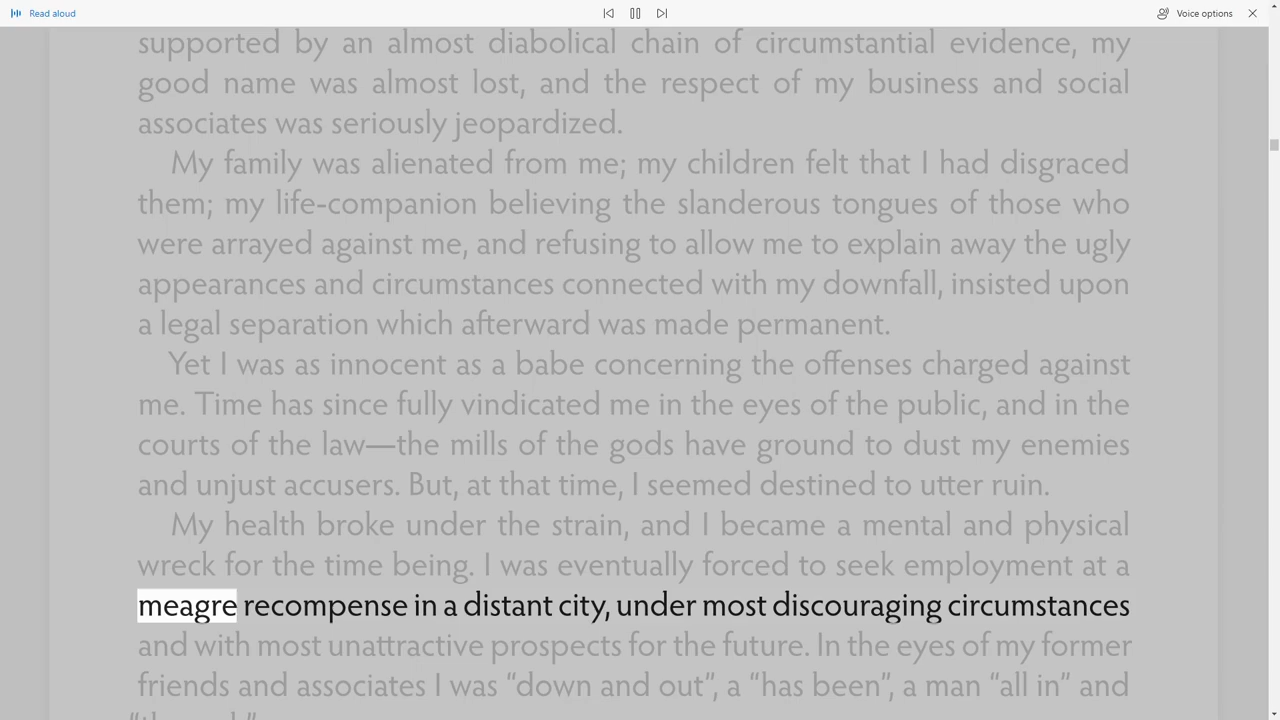 Read aloud
Voice options
supported by an almost diabolical chain of circumstantial evidence, my
good name was almost lost, and the respect of my business and social
associates was seriously jeopardized.
My family was alienated from me; my children felt that I had disgraced
them; my life-companion believing the slanderous tongues of those who
were arrayed against me, and refusing to allow me to explain away the ugly
appearances and circumstances connected with my downfall, insisted upon
a legal separation which afterward was made permanent.
Yet I was as innocent as a babe concerning the offenses charged against
me. Time has since fully vindicated me in the eyes of the public, and in the
courts of the law—the mills of the gods have ground to dust my enemies
and unjust accusers. But, at that time, I seemed destined to utter ruin.
My health broke under the strain, and I became a mental and physical
wreck for the time being. I was eventually forced to seek employment at a
meagre recompense in a distant city, under most discouraging circumstances
and with most unattractive prospects for the future. In the eyes of my former
friends and associates I was “down and out”, a “has been”, a man “all in” and